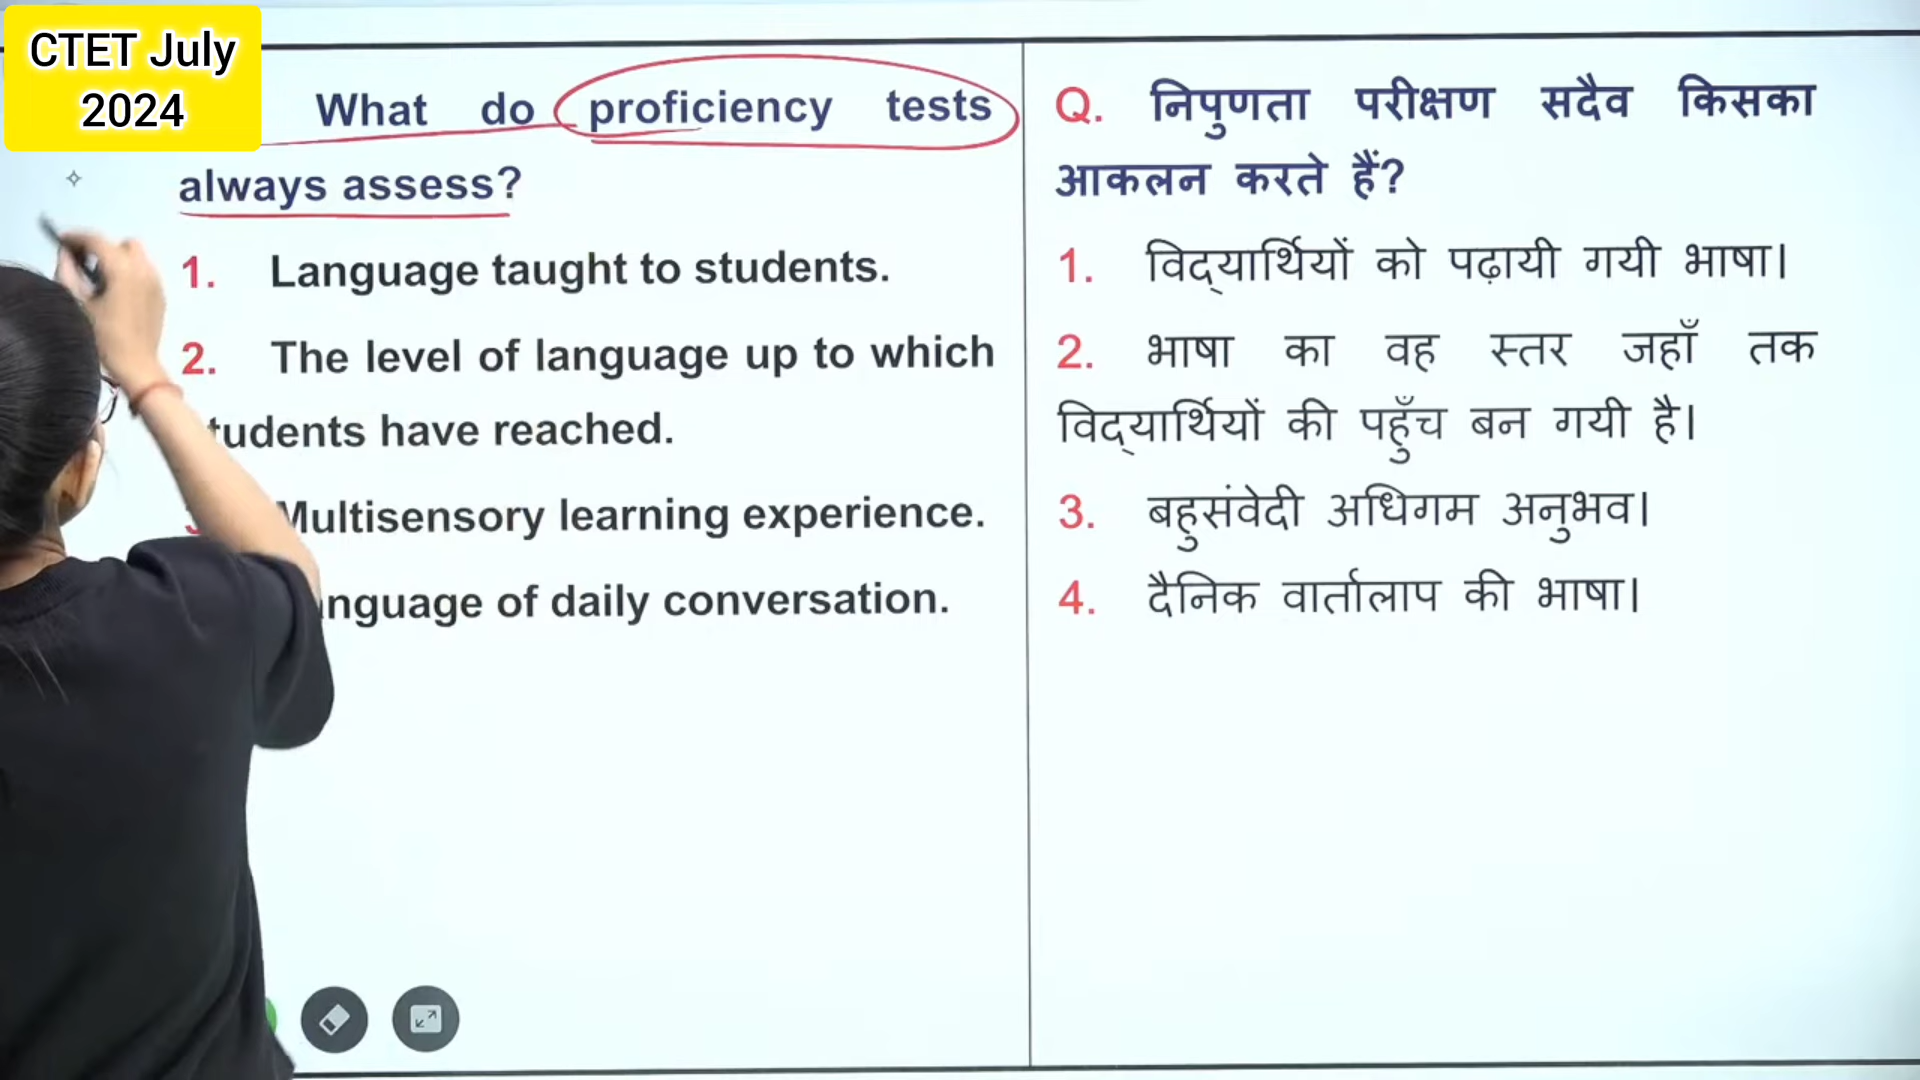 CTET July
2024
What do proficiency tests
always assess?
1. Language taught to students.
2. The level of language up to which
tudents have reached.
Multisensory learning experience.
nguage of daily conversation.
Q. निपुणता परीक्षण सदैव किसका
आकलन करते हैं?
1. विद्यार्थियों को पढ़ायी गयी भाषा।
2. भाषा का वह स्तर जहाँ तक
विद्यार्थियों की पहुँच बन गयी है।
3. बहुसंवेदी अधिगम अनुभव।
4. दैनिक वार्तालाप की भाषा।